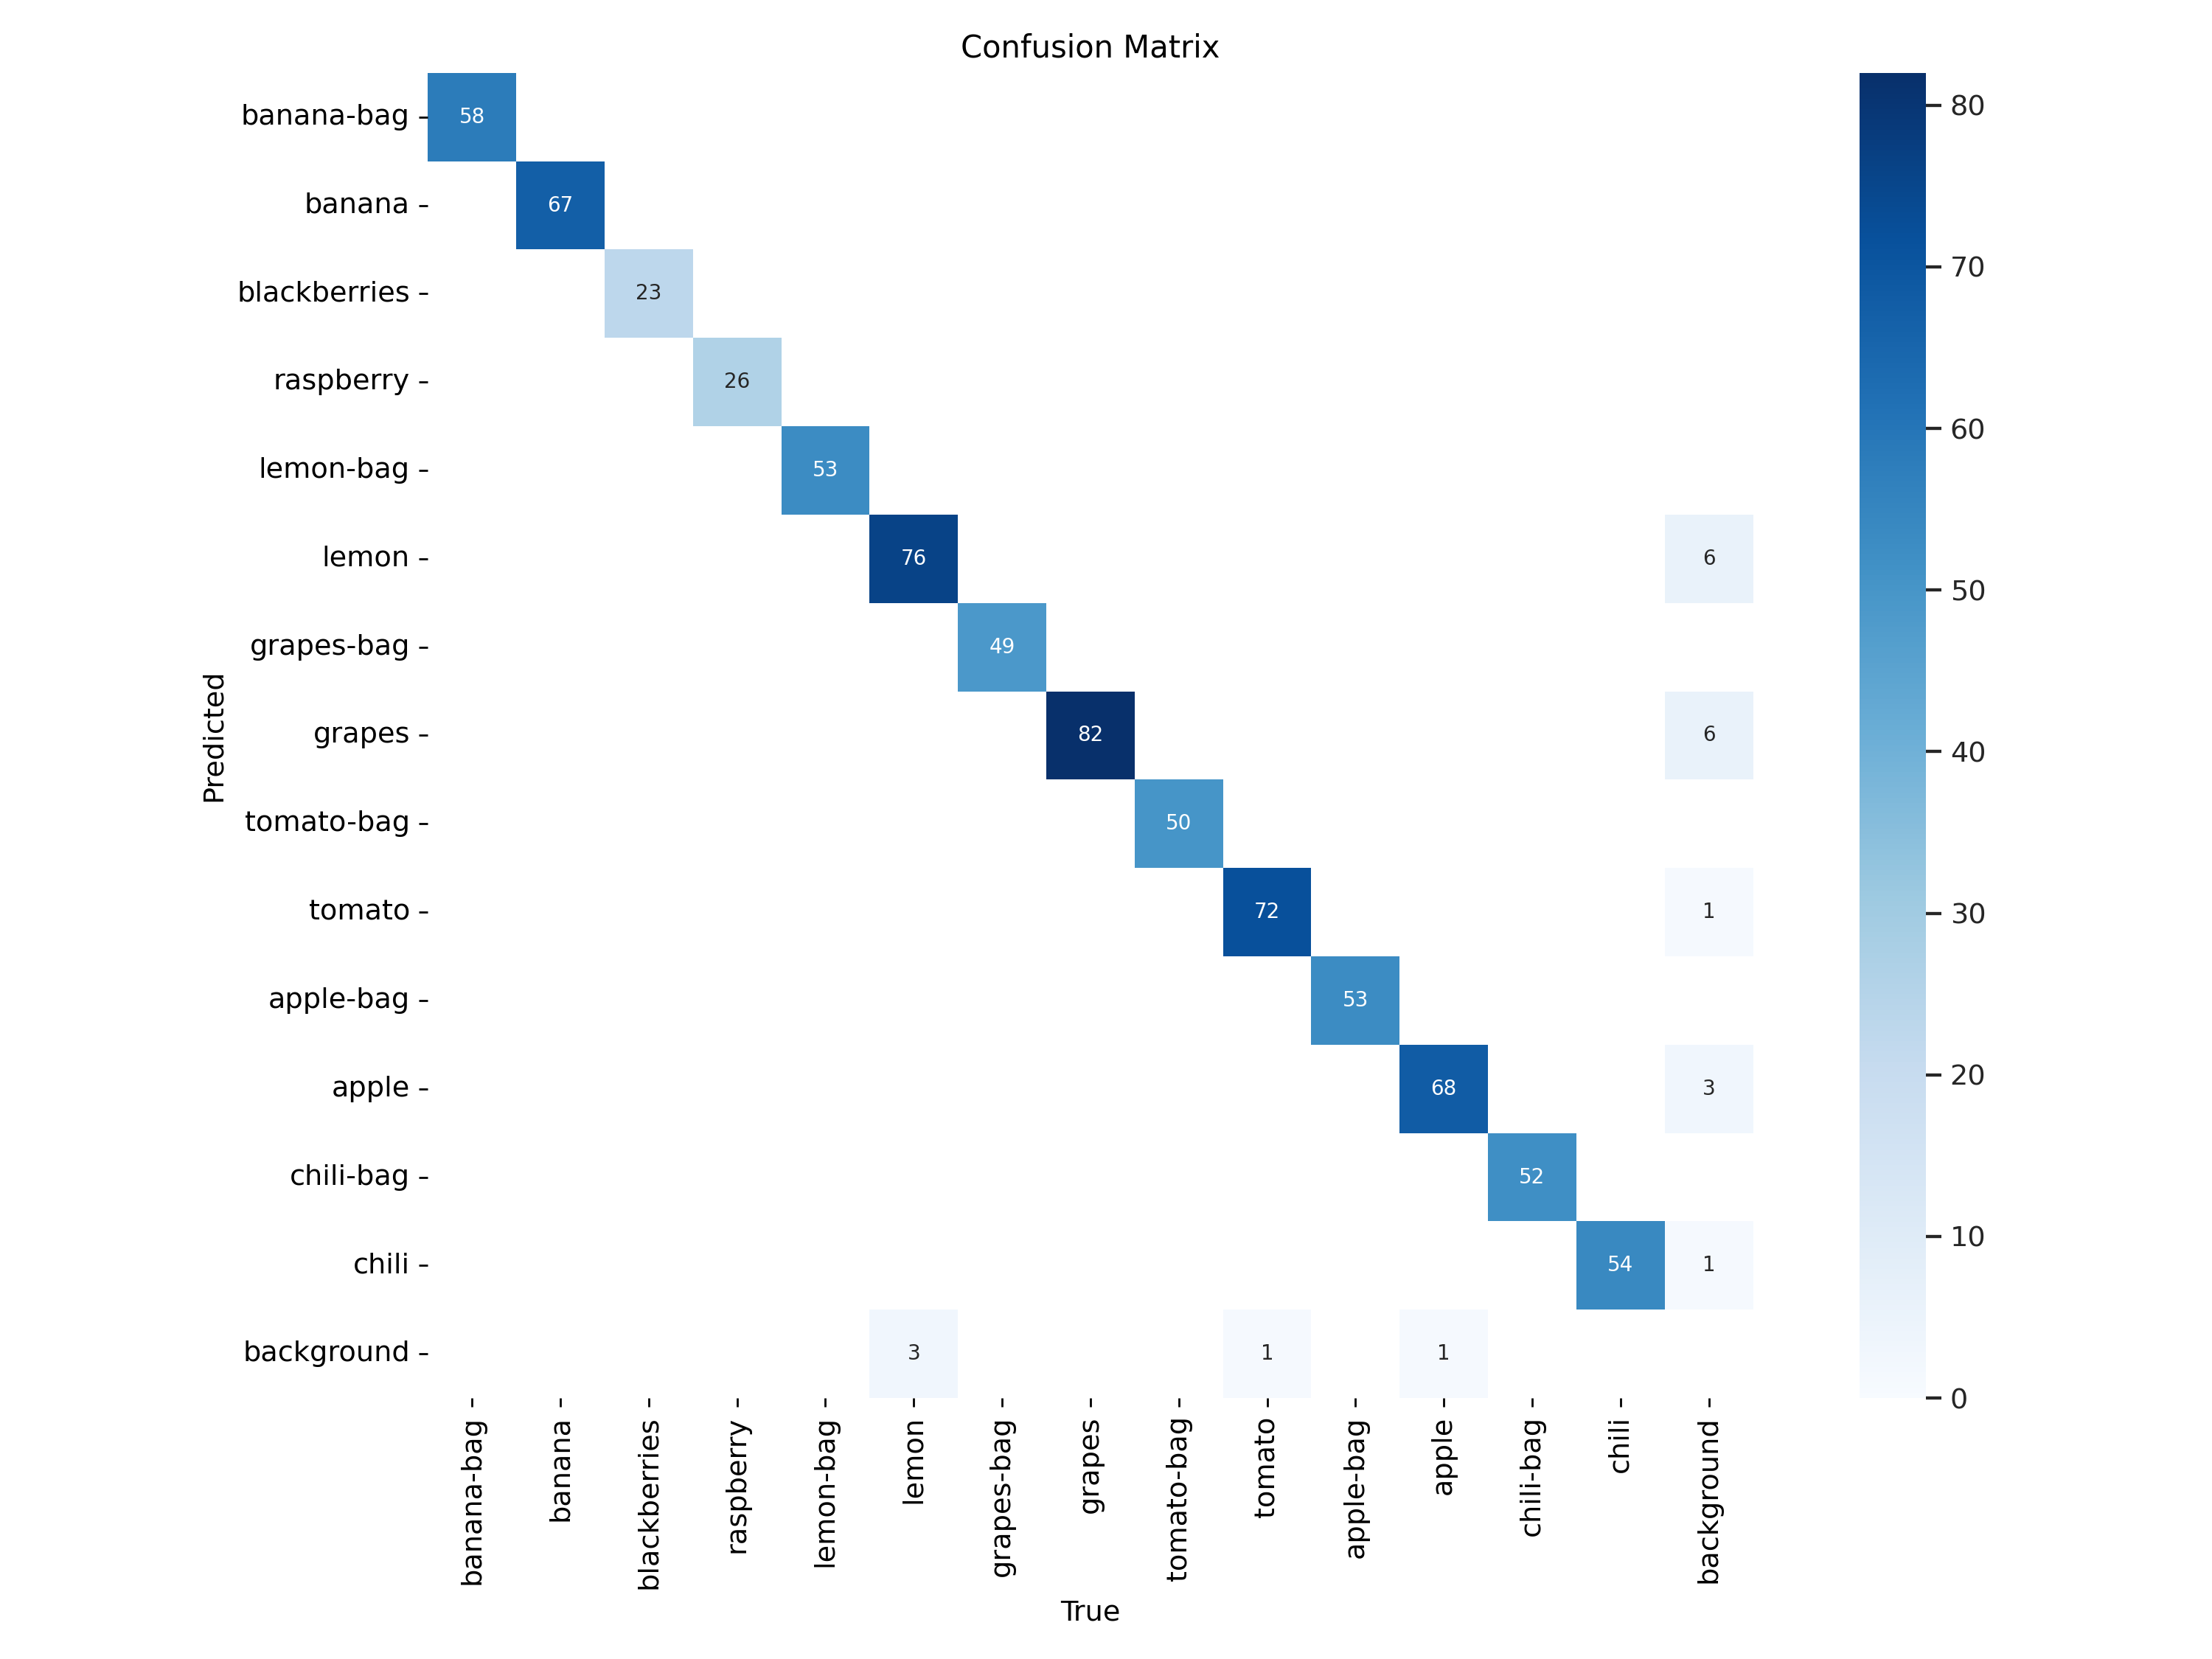 Confusion Matrix
banana-bag 58
banana 67
blackberries 23
raspberry 26
lemon-bag 53
lemon 76 6
grapes-bag 49
grapes 82 6
tomato-bag 50
tomato 72 1
apple-bag 53
apple 68 3
chili-bag 52
chili 54 1
background 3 1 1
Predicted
banana-bag
banana
blackberries
raspberry
lemon-bag
lemon
grapes-bag
grapes
tomato-bag
tomato
apple-bag
apple
chili-bag
chili
background
True
80
70
60
50
40
30
20
10
0